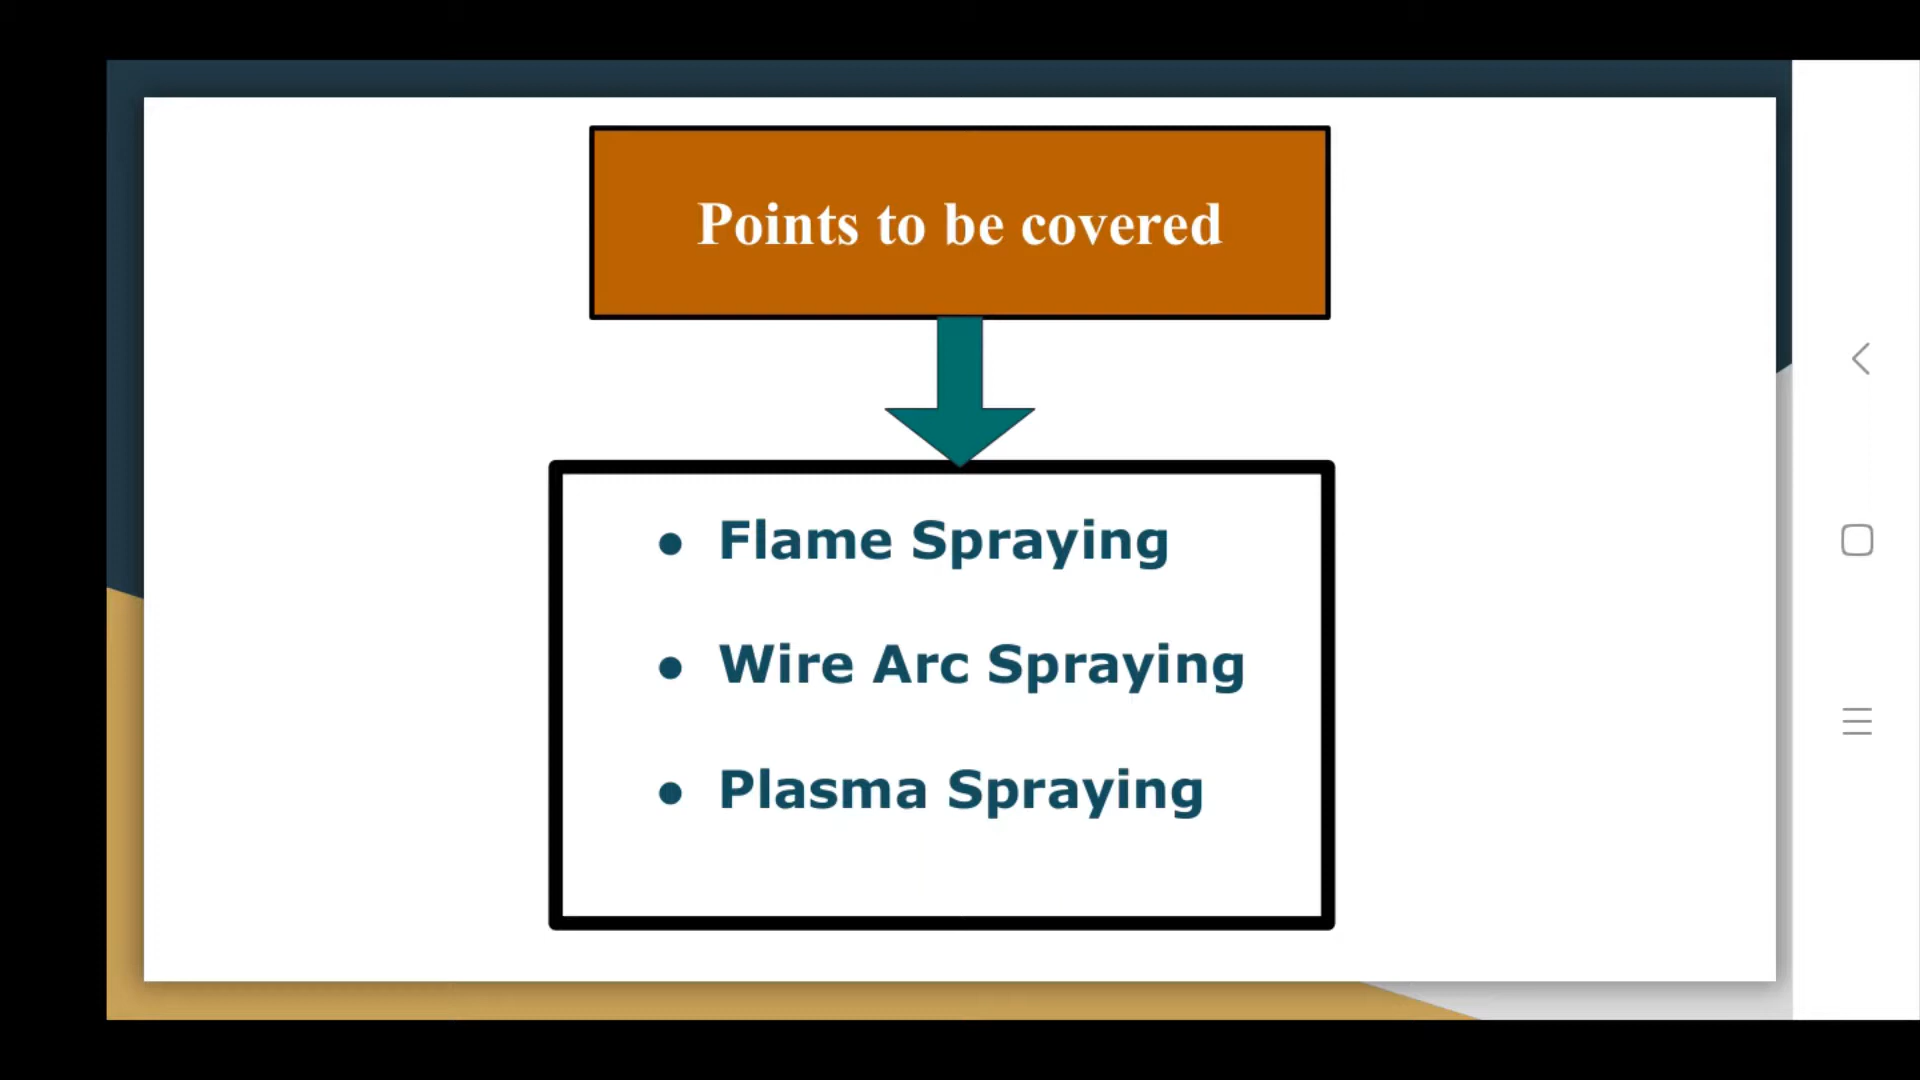 Points to be covered
● Flame Spraying
● Wire Arc Spraying
● Plasma Spraying